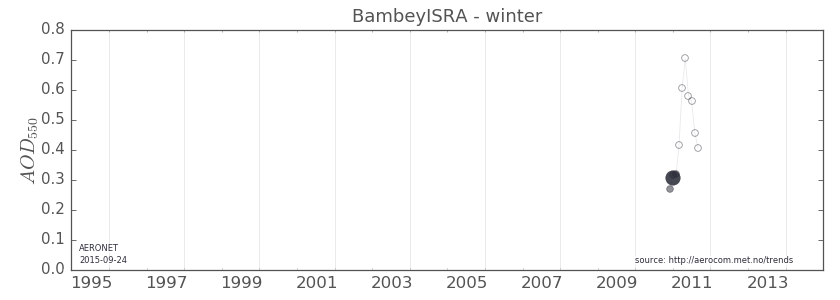 BambeyISRA - winter
0.8
0.7
0.6
0.5
0.4
0.3
0.2
0.1
0.0
AOD550
AERONET
2015-09-24
source: http://aerocom.met.no/trends
1995 1997 1999 2001 2003 2005 2007 2009 2011 2013